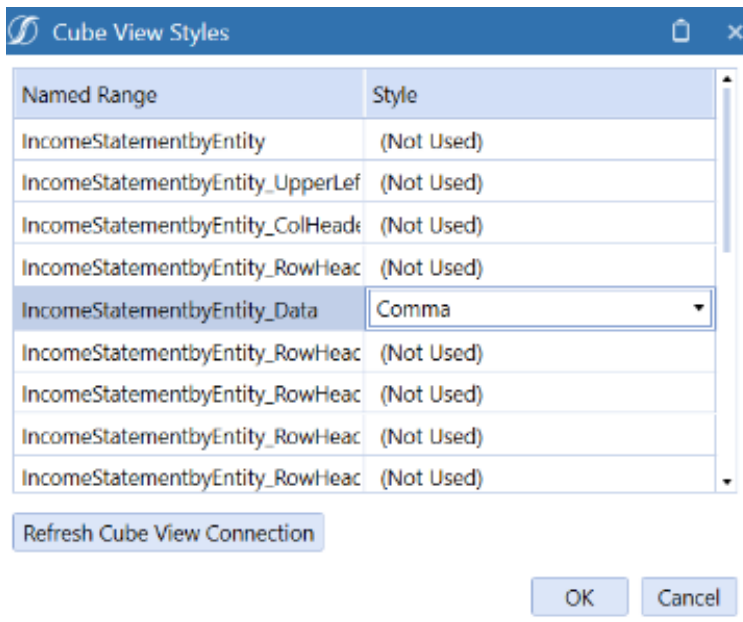 Cube View Styles
Named Range Style
IncomeStatementbyEntity (Not Used)
IncomeStatementbyEntity_UpperLef (Not Used)
IncomeStatementbyEntity_ColHeade (Not Used)
IncomeStatementbyEntity_RowHeac (Not Used)
IncomeStatementbyEntity_Data Comma
IncomeStatementbyEntity_RowHeac (Not Used)
IncomeStatementbyEntity_RowHeac (Not Used)
IncomeStatementbyEntity_RowHeac (Not Used)
IncomeStatementbyEntity_RowHeac (Not Used)
Refresh Cube View Connection
OK Cancel